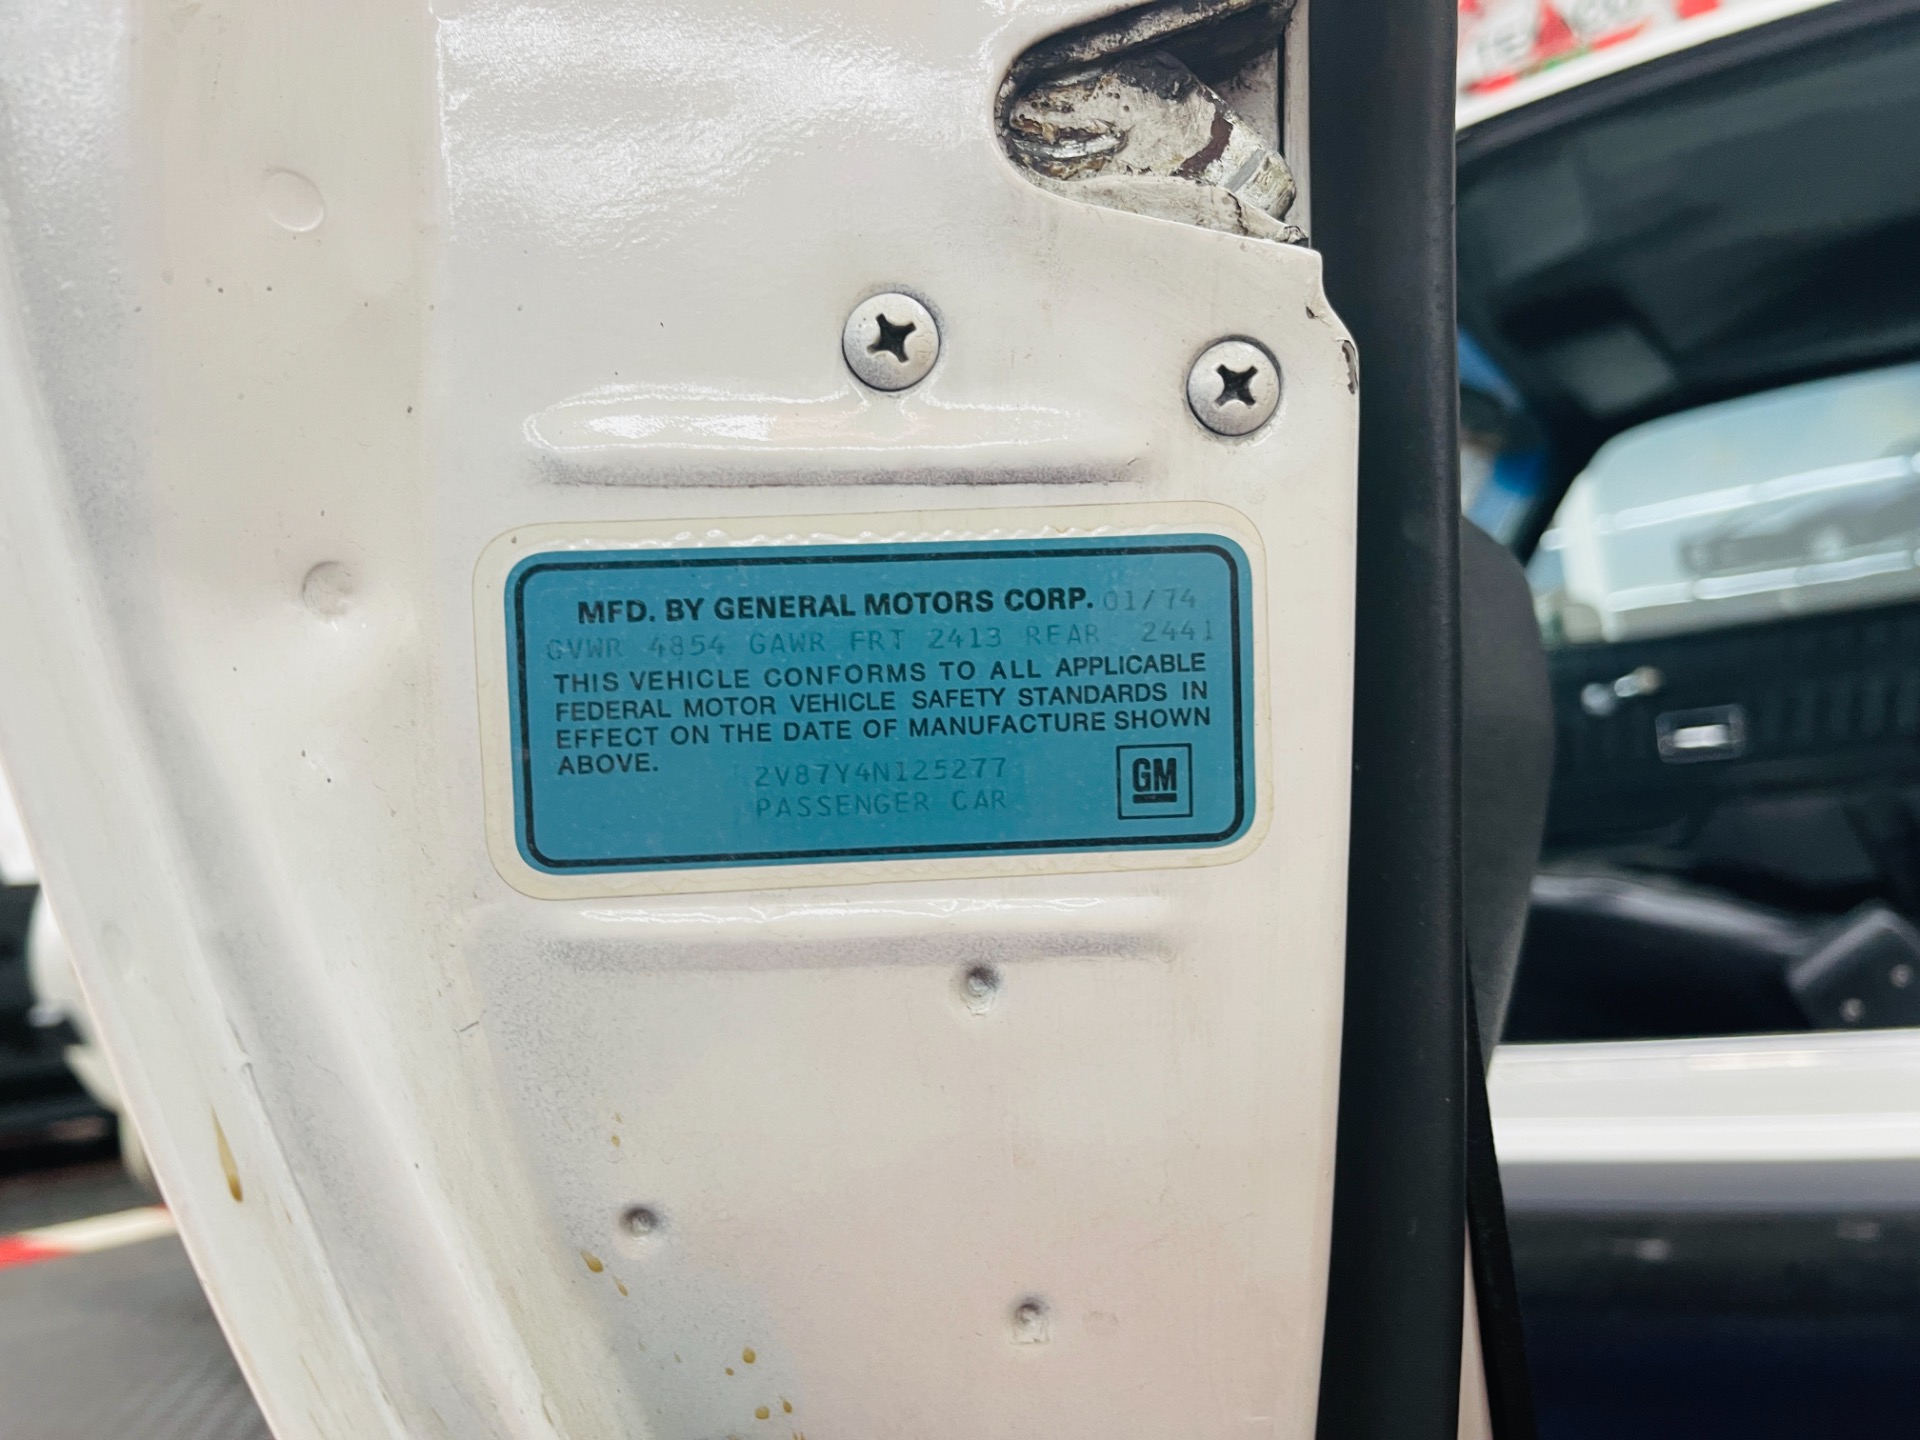 MFD. BY GENERAL MOTORS CORP. 01/74
GVWR 4854 GAWR FRT 2413 REAR 2441
THIS VEHICLE CONFORMS TO ALL APPLICABLE
FEDERAL MOTOR VEHICLE SAFETY STANDARDS IN
EFFECT ON THE DATE OF MANUFACTURE SHOWN
ABOVE.
2V87Y4N125277
PASSENGER CAR
GM